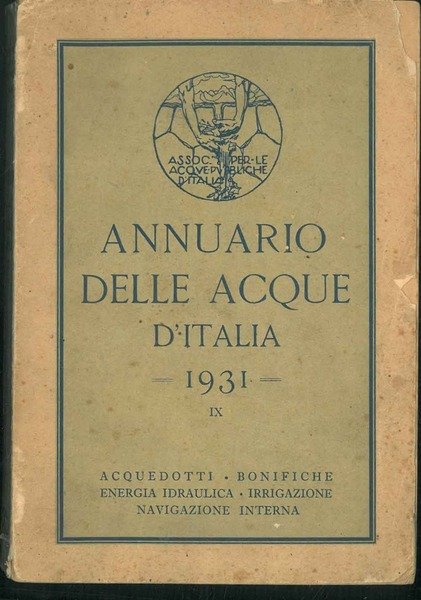 ASSOC. PER·LE
ACQVE·PVBBLICHE
D'ITALIA
ANNUARIO
DELLE ACQUE
D'ITALIA
1931
IX
ACQUEDOTTI • BONIFICHE
ENERGIA IDRAULICA • IRRIGAZIONE
NAVIGAZIONE INTERNA